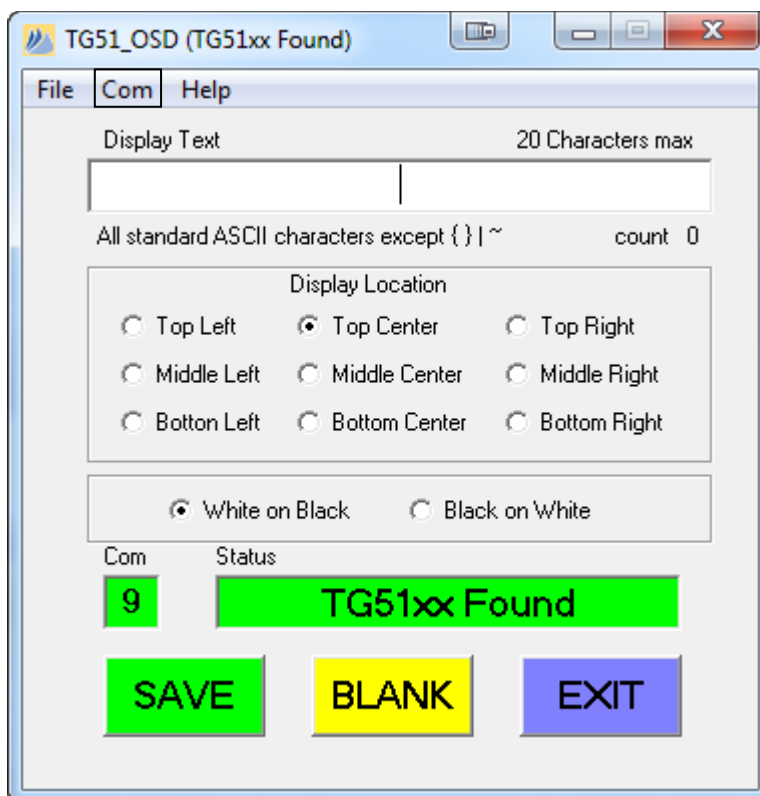 TG51_OSD (TG51xx Found)
File Com Help
Display Text 20 Characters max
All standard ASCII characters except { } | ~ count 0
Display Location
Top Left Top Center Top Right
Middle Left Middle Center Middle Right
Botton Left Bottom Center Bottom Right
White on Black Black on White
Com Status
9 TG51xx Found
SAVE BLANK EXIT